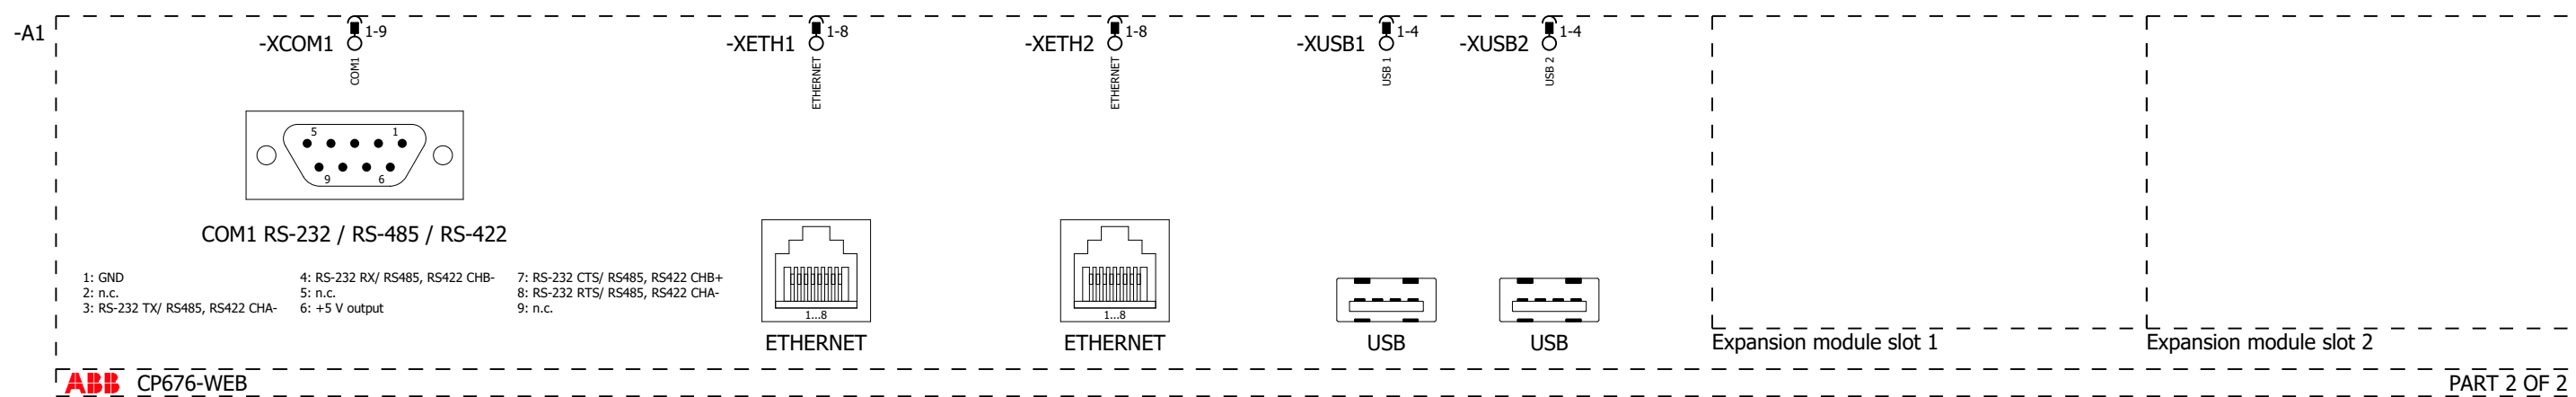 -A1
-XCOM1
1-9
COM1
-XETH1
1-8
ETHERNET
-XETH2
1-8
ETHERNET
-XUSB1
1-4
USB 1
-XUSB2
1-4
USB 2
5 1
9 6
COM1 RS-232 / RS-485 / RS-422
1: GND
2: n.c.
3: RS-232 TX/ RS485, RS422 CHA-
4: RS-232 RX/ RS485, RS422 CHB-
5: n.c.
6: +5 V output
7: RS-232 CTS/ RS485, RS422 CHB+
8: RS-232 RTS/ RS485, RS422 CHA-
9: n.c.
1...8
ETHERNET
1...8
ETHERNET
USB
USB
Expansion module slot 1
Expansion module slot 2
ABB CP676-WEB
PART 2 OF 2